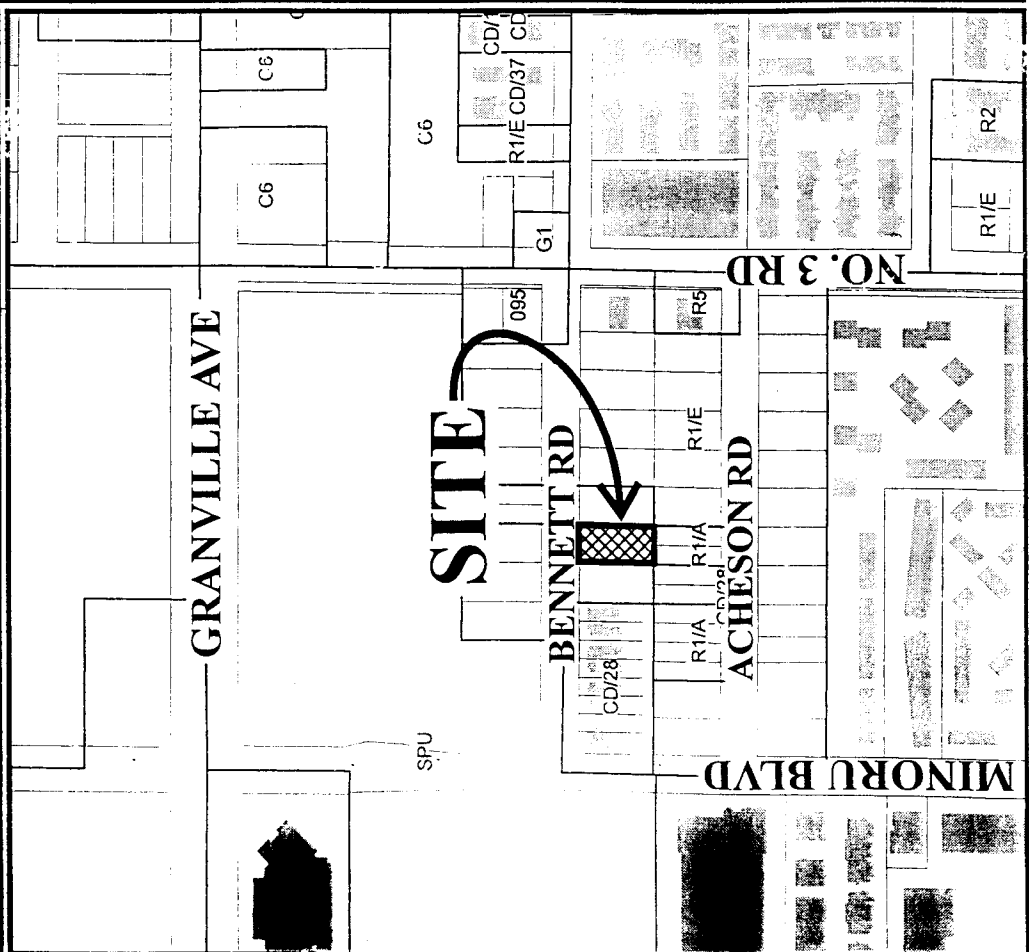 C6
C6
C6
R1/E
CD/37
G1
R1/E
R2
NO. 3 RD
GRANVILLE AVE
SITE
095
R5
BENNETT RD
R1/E
R1/A
R1/A
ACHESON RD
CD/28
SPU
MINORU BLVD